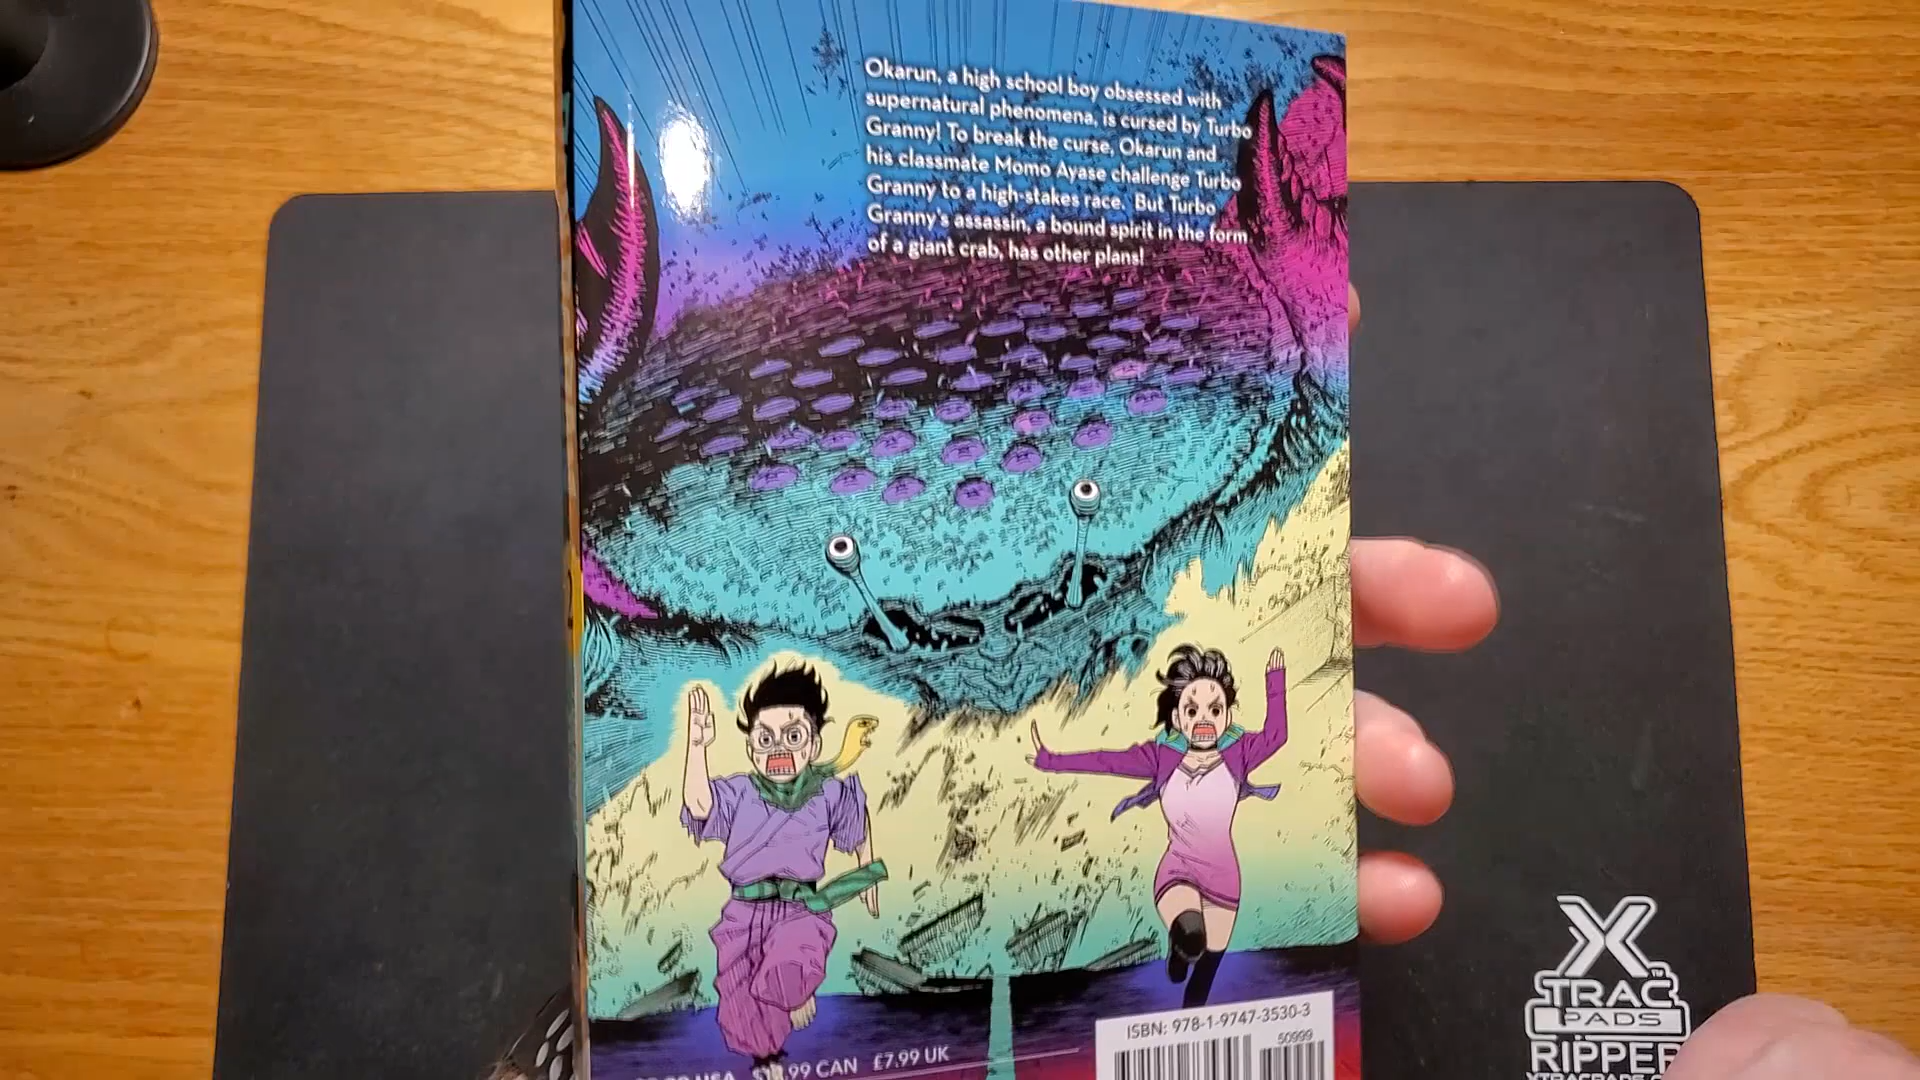 Okarun, a high school boy obsessed with
supernatural phenomena, is cursed by Turbo
Granny! To break the curse, Okarun and
his classmate Momo Ayase challenge Turbo
Granny to a high-stakes race. But Turbo
Granny's assassin, a bound spirit in the form
of a giant crab, has other plans!
2
ISBN: 978-1-9747-3530-3
50999
USA .99 CAN £7.99 UK
X
TRAC
PADS
RIPPER